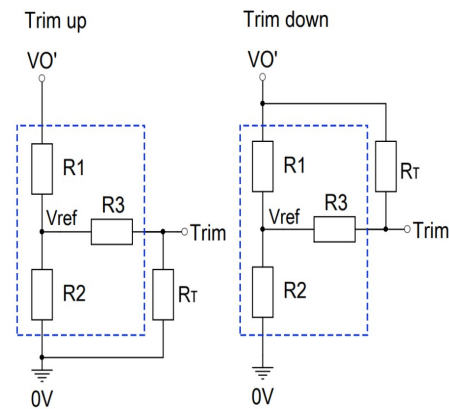 Trim up
VO'
R1
R3
Vref
Trim
R2
RT
0V
Trim down
VO'
R1
RT
R3
Vref
Trim
R2
0V